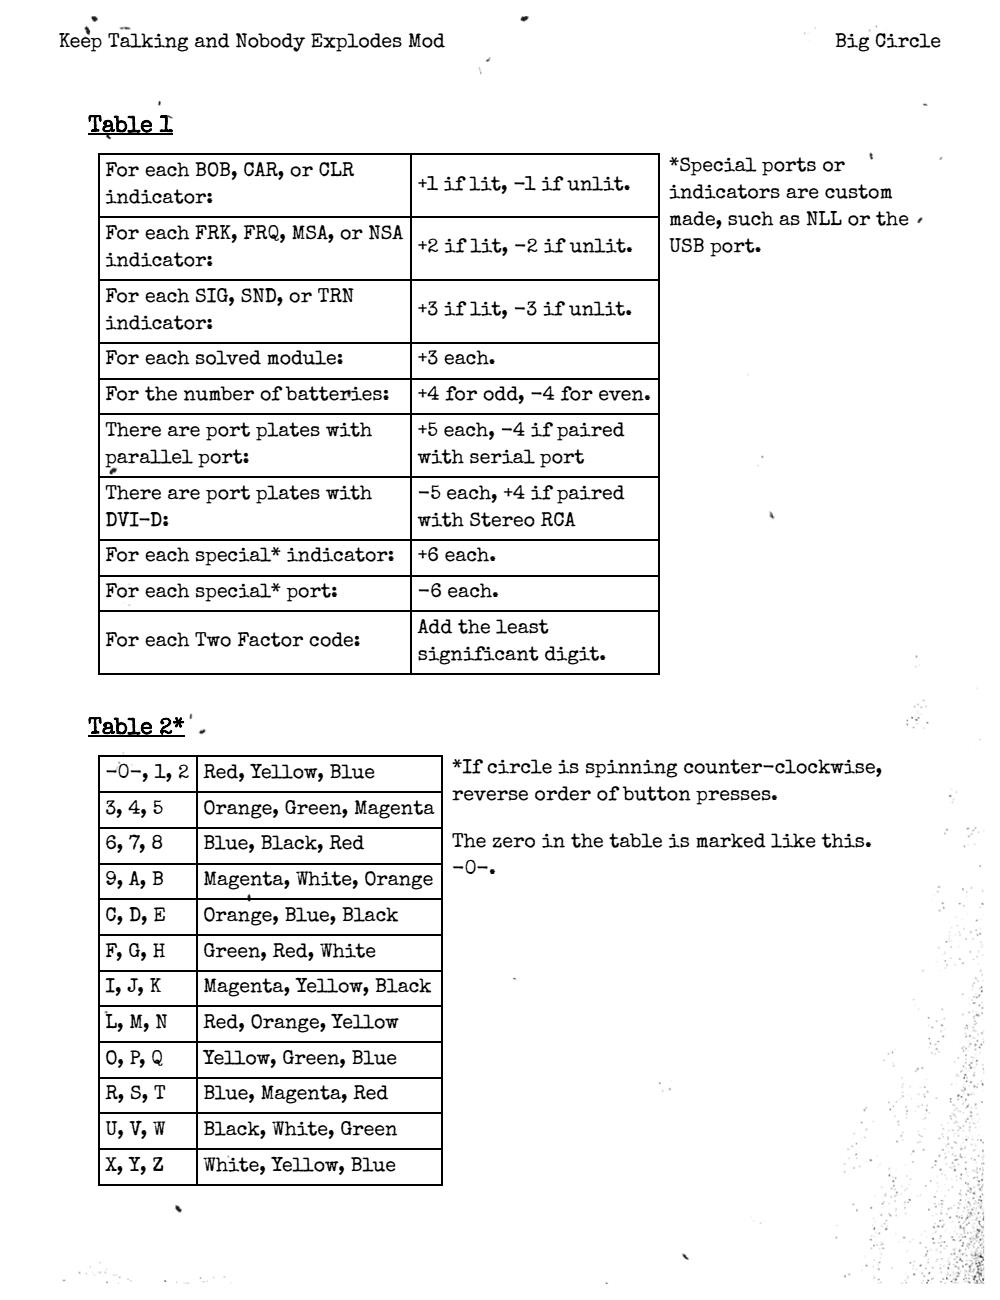 Keep Talking and Nobody Explodes Mod
Big Circle
Table 1
For each BOB, CAR, or CLR
indicator:
+1 if lit, -1 if unlit.
For each FRK, FRQ, MSA, or NSA
indicator:
+2 if lit, -2 if unlit.
For each SIG, SND, or TRN
indicator:
+3 if lit, -3 if unlit.
For each solved module:
+3 each.
For the number of batteries:
+4 for odd, -4 for even.
There are port plates with
parallel port:
+5 each, -4 if paired
with serial port
There are port plates with
DVI-D:
-5 each, +4 if paired
with Stereo RCA
For each special* indicator:
+6 each.
For each special* port:
-6 each.
For each Two Factor code:
Add the least
significant digit.
*Special ports or
indicators are custom
made, such as NLL or the
USB port.
Table 2*
-0-, 1, 2
Red, Yellow, Blue
3, 4, 5
Orange, Green, Magenta
6, 7, 8
Blue, Black, Red
9, A, B
Magenta, White, Orange
C, D, E
Orange, Blue, Black
F, G, H
Green, Red, White
I, J, K
Magenta, Yellow, Black
L, M, N
Red, Orange, Yellow
O, P, Q
Yellow, Green, Blue
R, S, T
Blue, Magenta, Red
U, V, W
Black, White, Green
X, Y, Z
White, Yellow, Blue
*If circle is spinning counter-clockwise,
reverse order of button presses.
The zero in the table is marked like this.
-0-.